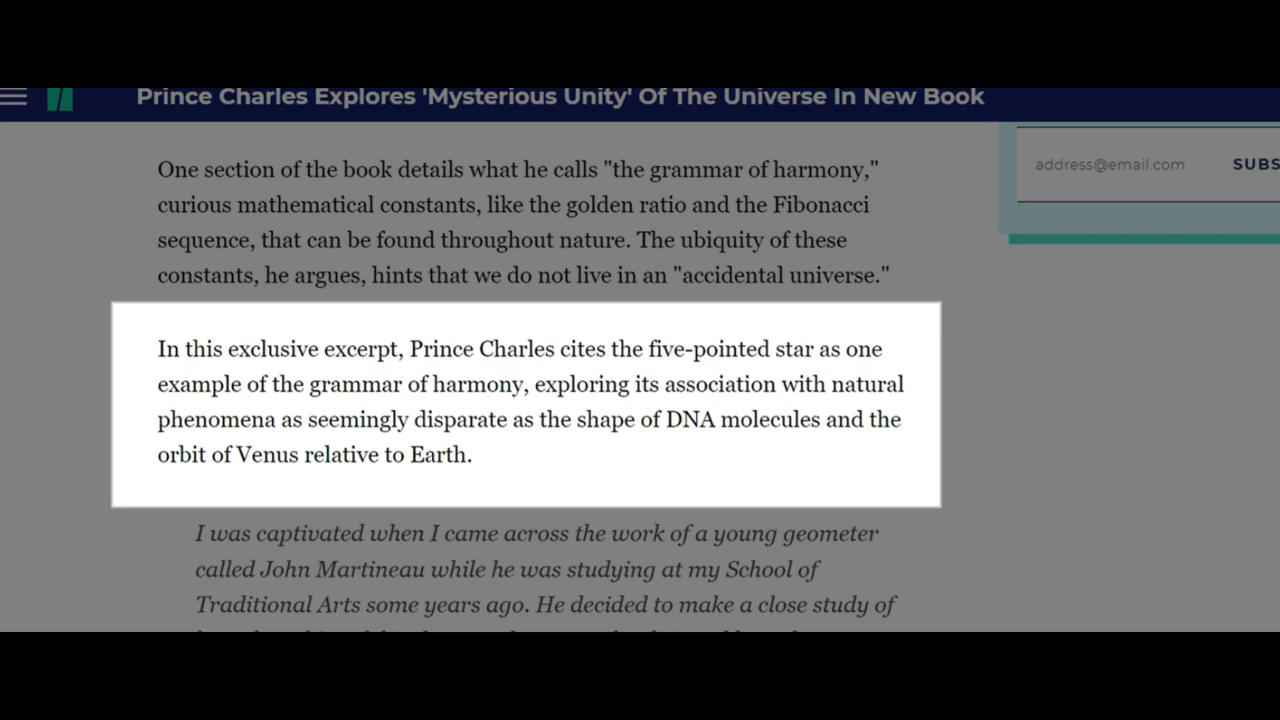 Prince Charles Explores 'Mysterious Unity' Of The Universe In New Book
address@email.com SUBS
One section of the book details what he calls "the grammar of harmony,"
curious mathematical constants, like the golden ratio and the Fibonacci
sequence, that can be found throughout nature. The ubiquity of these
constants, he argues, hints that we do not live in an "accidental universe."
In this exclusive excerpt, Prince Charles cites the five-pointed star as one
example of the grammar of harmony, exploring its association with natural
phenomena as seemingly disparate as the shape of DNA molecules and the
orbit of Venus relative to Earth.
I was captivated when I came across the work of a young geometer
called John Martineau while he was studying at my School of
Traditional Arts some years ago. He decided to make a close study of